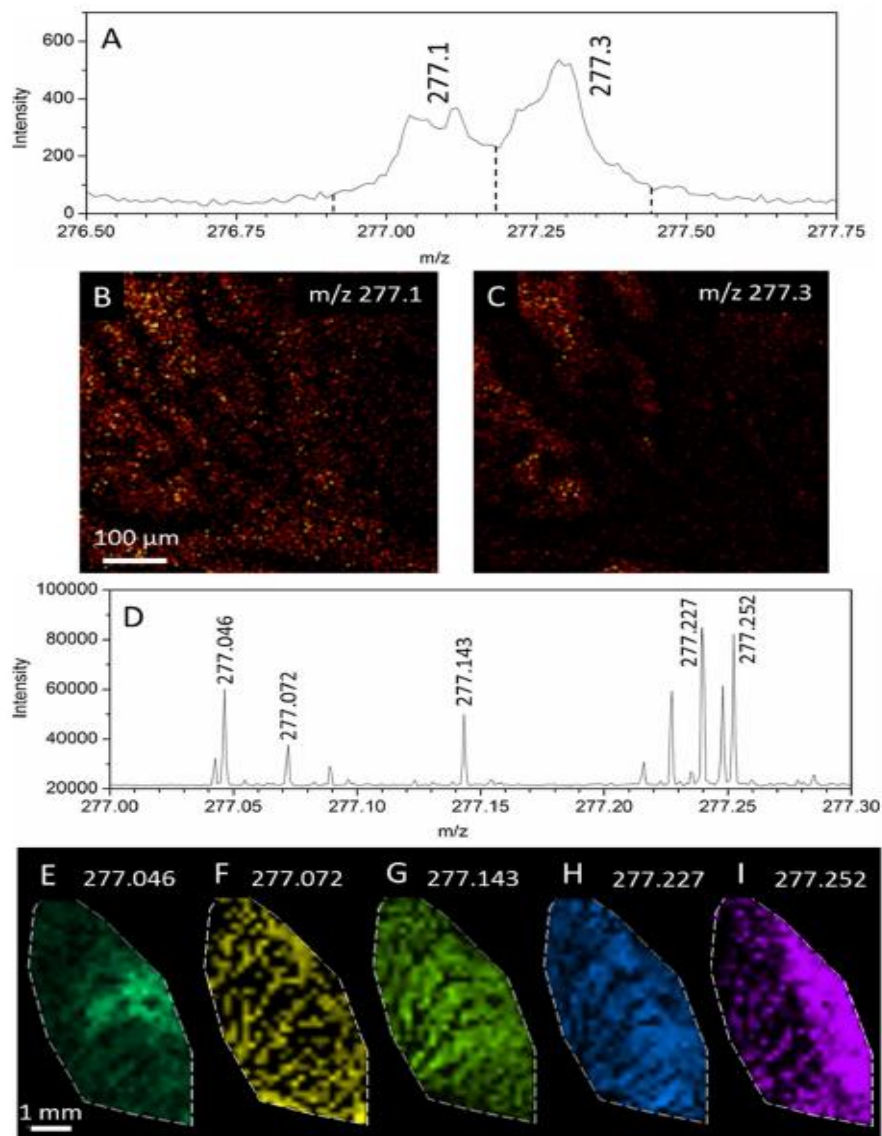 A
277.1
277.3
600
400
200
0
Intensity
276.50 276.75 277.00 277.25 277.50 277.75
m/z
B m/z 277.1
C m/z 277.3
100 µm
D
277.046
277.072
277.143
277.227
277.252
100000
80000
60000
40000
20000
Intensity
277.00 277.05 277.10 277.15 277.20 277.25 277.30
m/z
E 277.046 F 277.072 G 277.143 H 277.227 I 277.252
1 mm